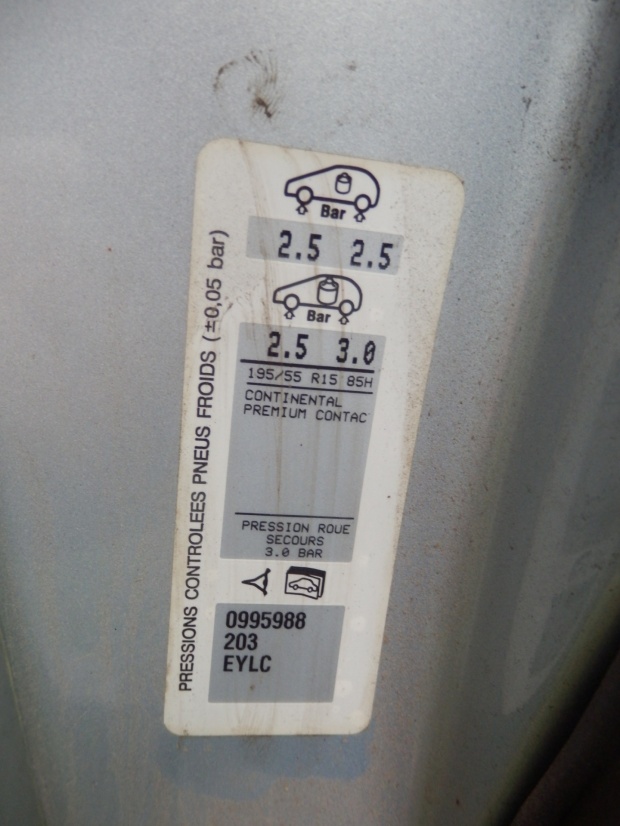 PRESSIONS CONTROLEES PNEUS FROIDS (±0,05 bar)
Bar
2.5 2.5
Bar
2.5 3.0
195/55 R15 85H
CONTINENTAL
PREMIUM CONTAC
PRESSION ROUE
SECOURS
3.0 BAR
0995988
203
EYLC